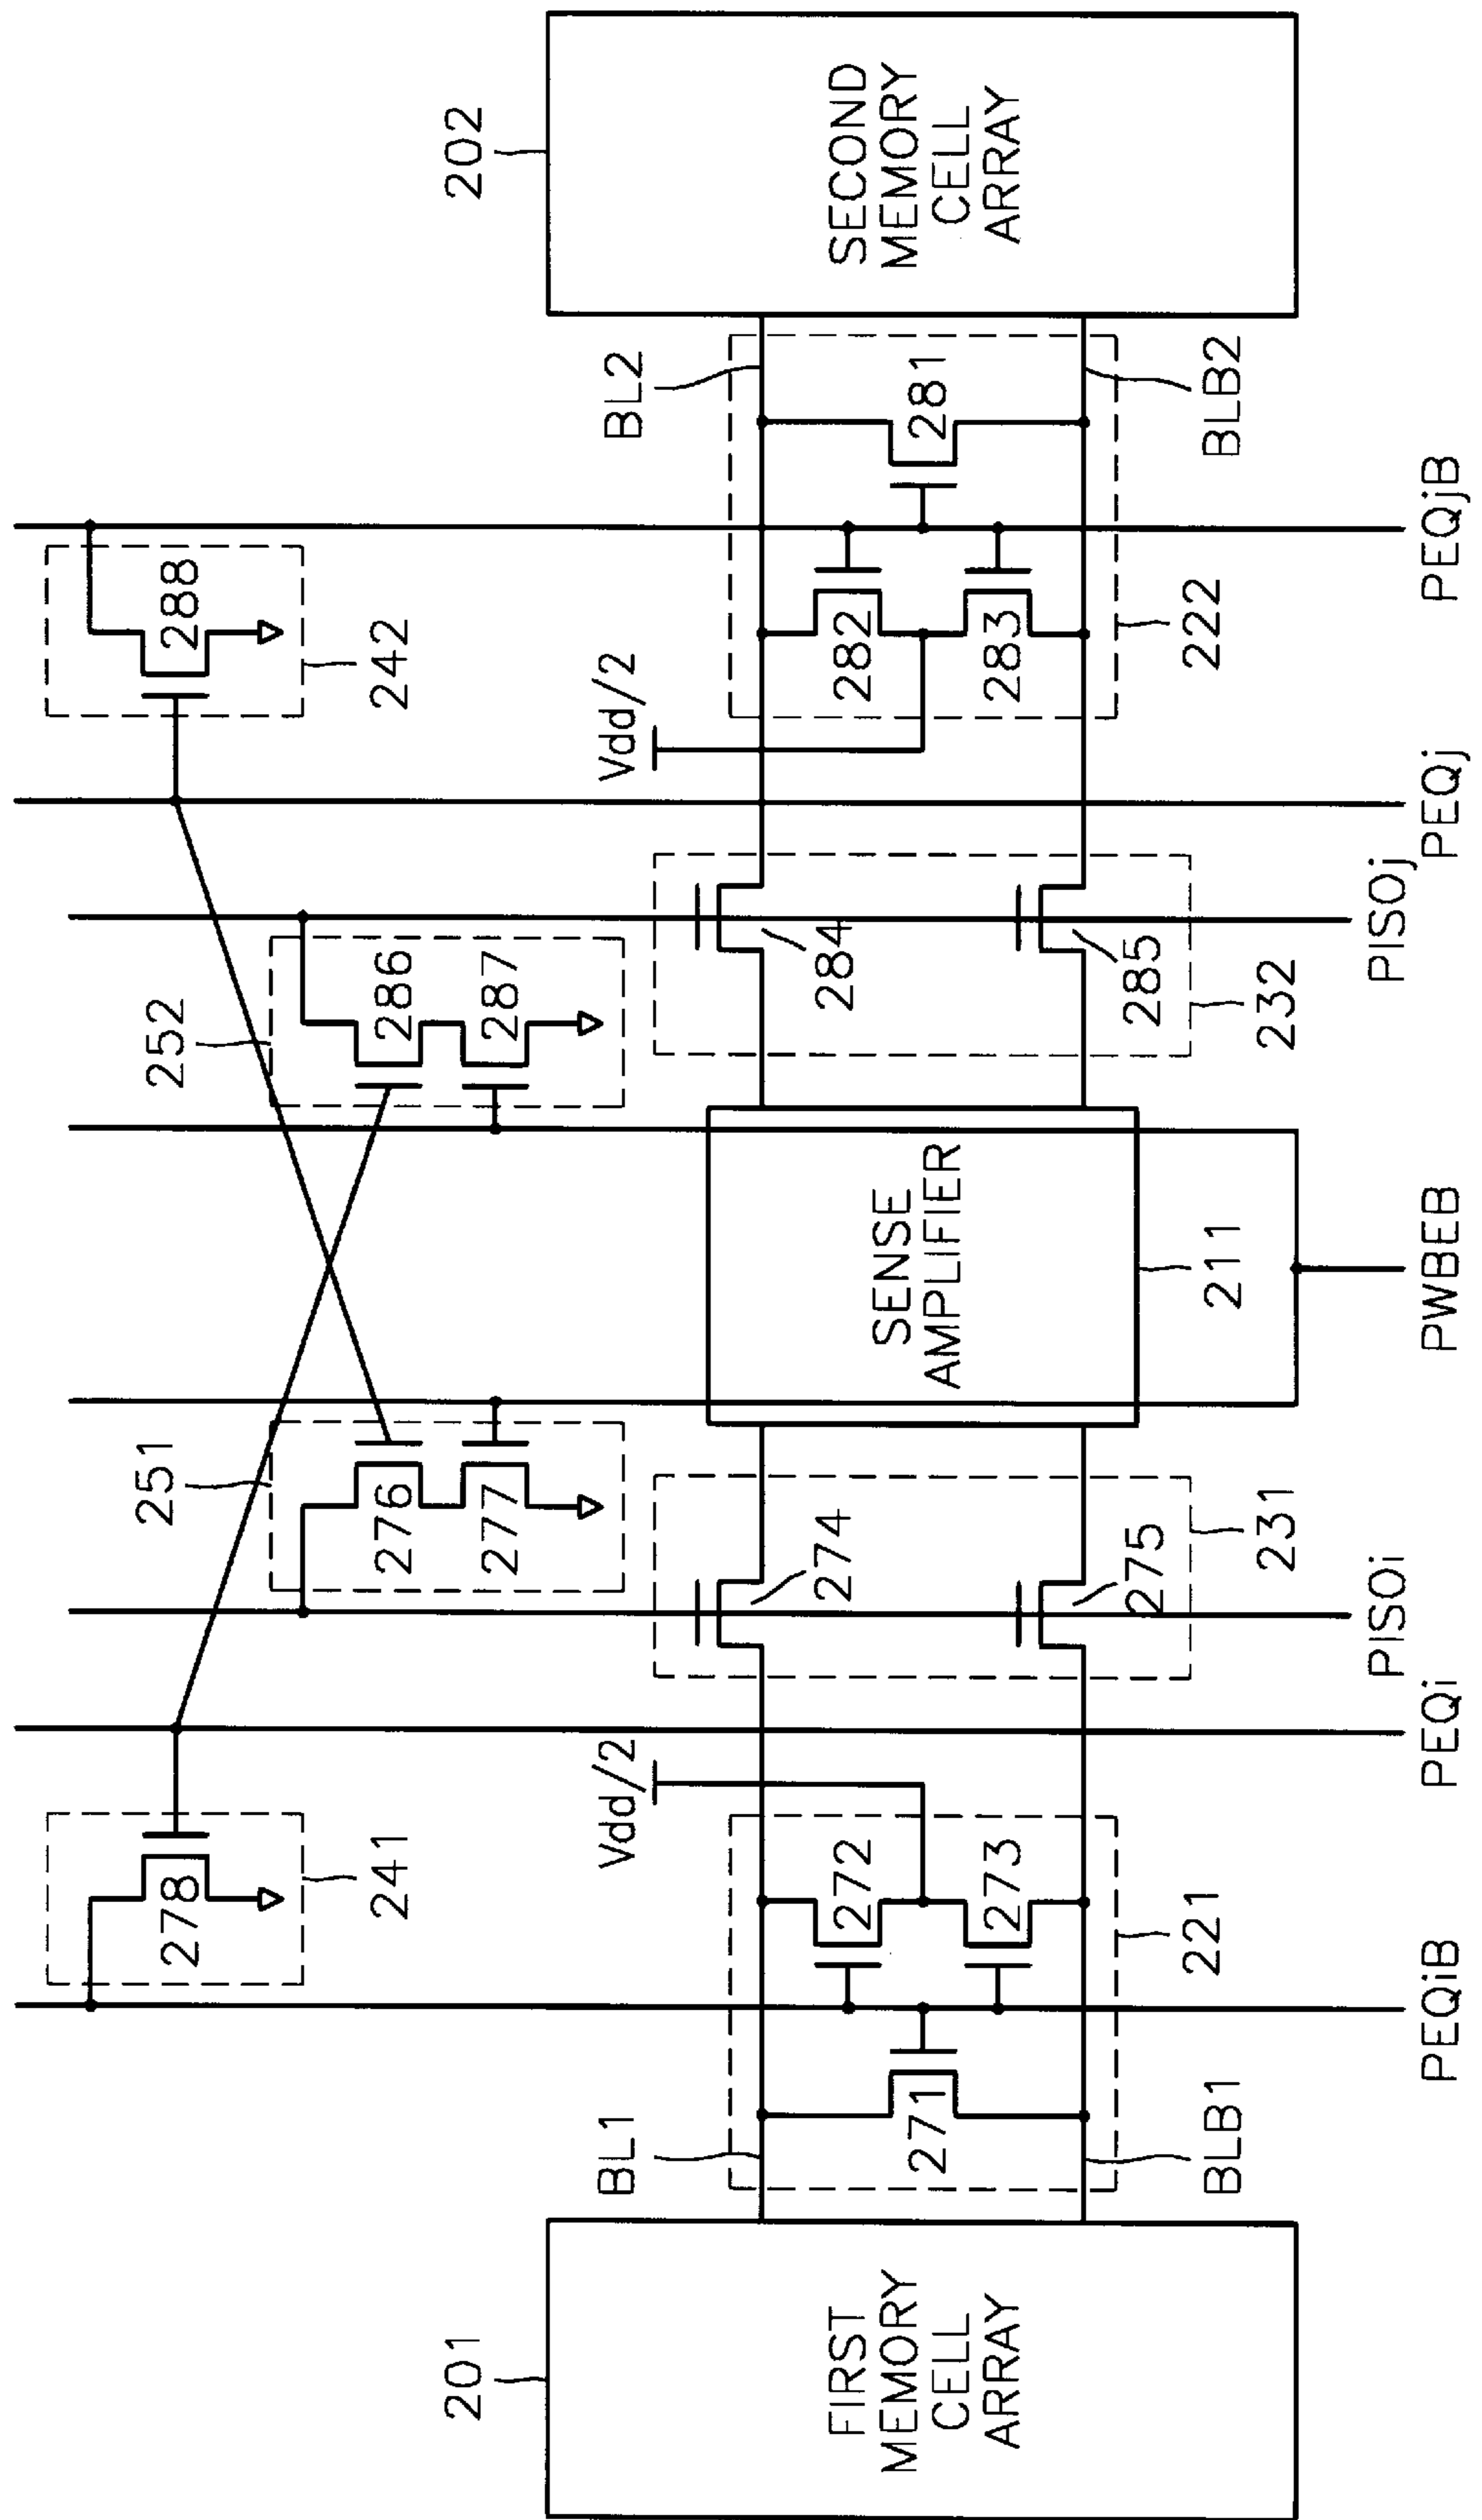 201
FIRST
MEMORY
CELL
ARRAY
278
241
251
276
277
252
286
287
288
242
202
SECOND
MEMORY
CELL
ARRAY
BL1
Vdd/2
Vdd/2
BL2
271
272
273
274
275
SENSE
AMPLIFIER
284
285
282
283
281
BLB1
221
231
211
232
222
BLB2
PEQiB
PEQi
PISOi
PWBEB
PISOj
PEQj
PEQjB